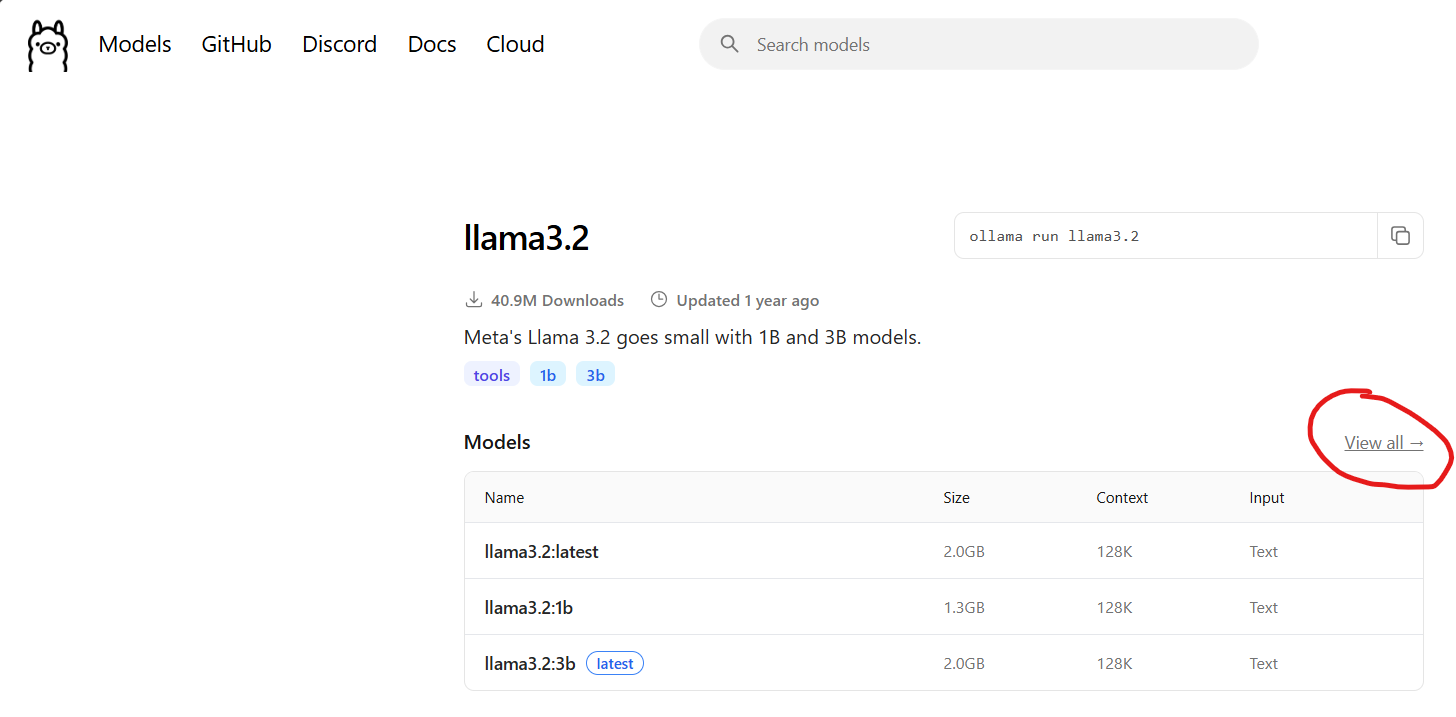 Models GitHub Discord Docs Cloud Search models
llama3.2 ollama run llama3.2
40.9M Downloads Updated 1 year ago
Meta's Llama 3.2 goes small with 1B and 3B models.
tools 1b 3b
Models View all →
Name Size Context Input
llama3.2:latest 2.0GB 128K Text
llama3.2:1b 1.3GB 128K Text
llama3.2:3b latest 2.0GB 128K Text